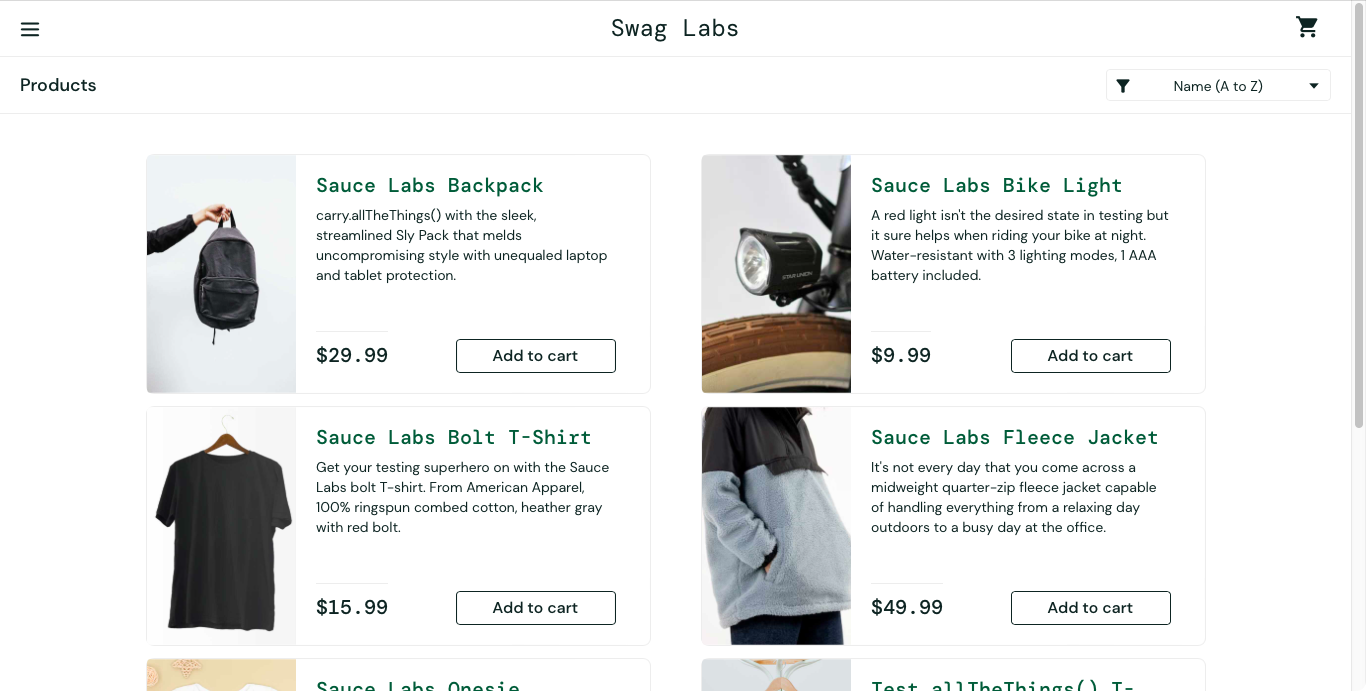 Swag Labs
Products
Name (A to Z)
Sauce Labs Backpack
carry.allTheThings() with the sleek,
streamlined Sly Pack that melds
uncompromising style with unequaled laptop
and tablet protection.
$29.99
Add to cart
Sauce Labs Bike Light
A red light isn't the desired state in testing but
it sure helps when riding your bike at night.
Water-resistant with 3 lighting modes, 1 AAA
battery included.
$9.99
Add to cart
STAR UNION
Sauce Labs Bolt T-Shirt
Get your testing superhero on with the Sauce
Labs bolt T-shirt. From American Apparel,
100% ringspun combed cotton, heather gray
with red bolt.
$15.99
Add to cart
Sauce Labs Fleece Jacket
It's not every day that you come across a
midweight quarter-zip fleece jacket capable
of handling everything from a relaxing day
outdoors to a busy day at the office.
$49.99
Add to cart
Sauce Labs Onesie
Test.allTheThings() T-